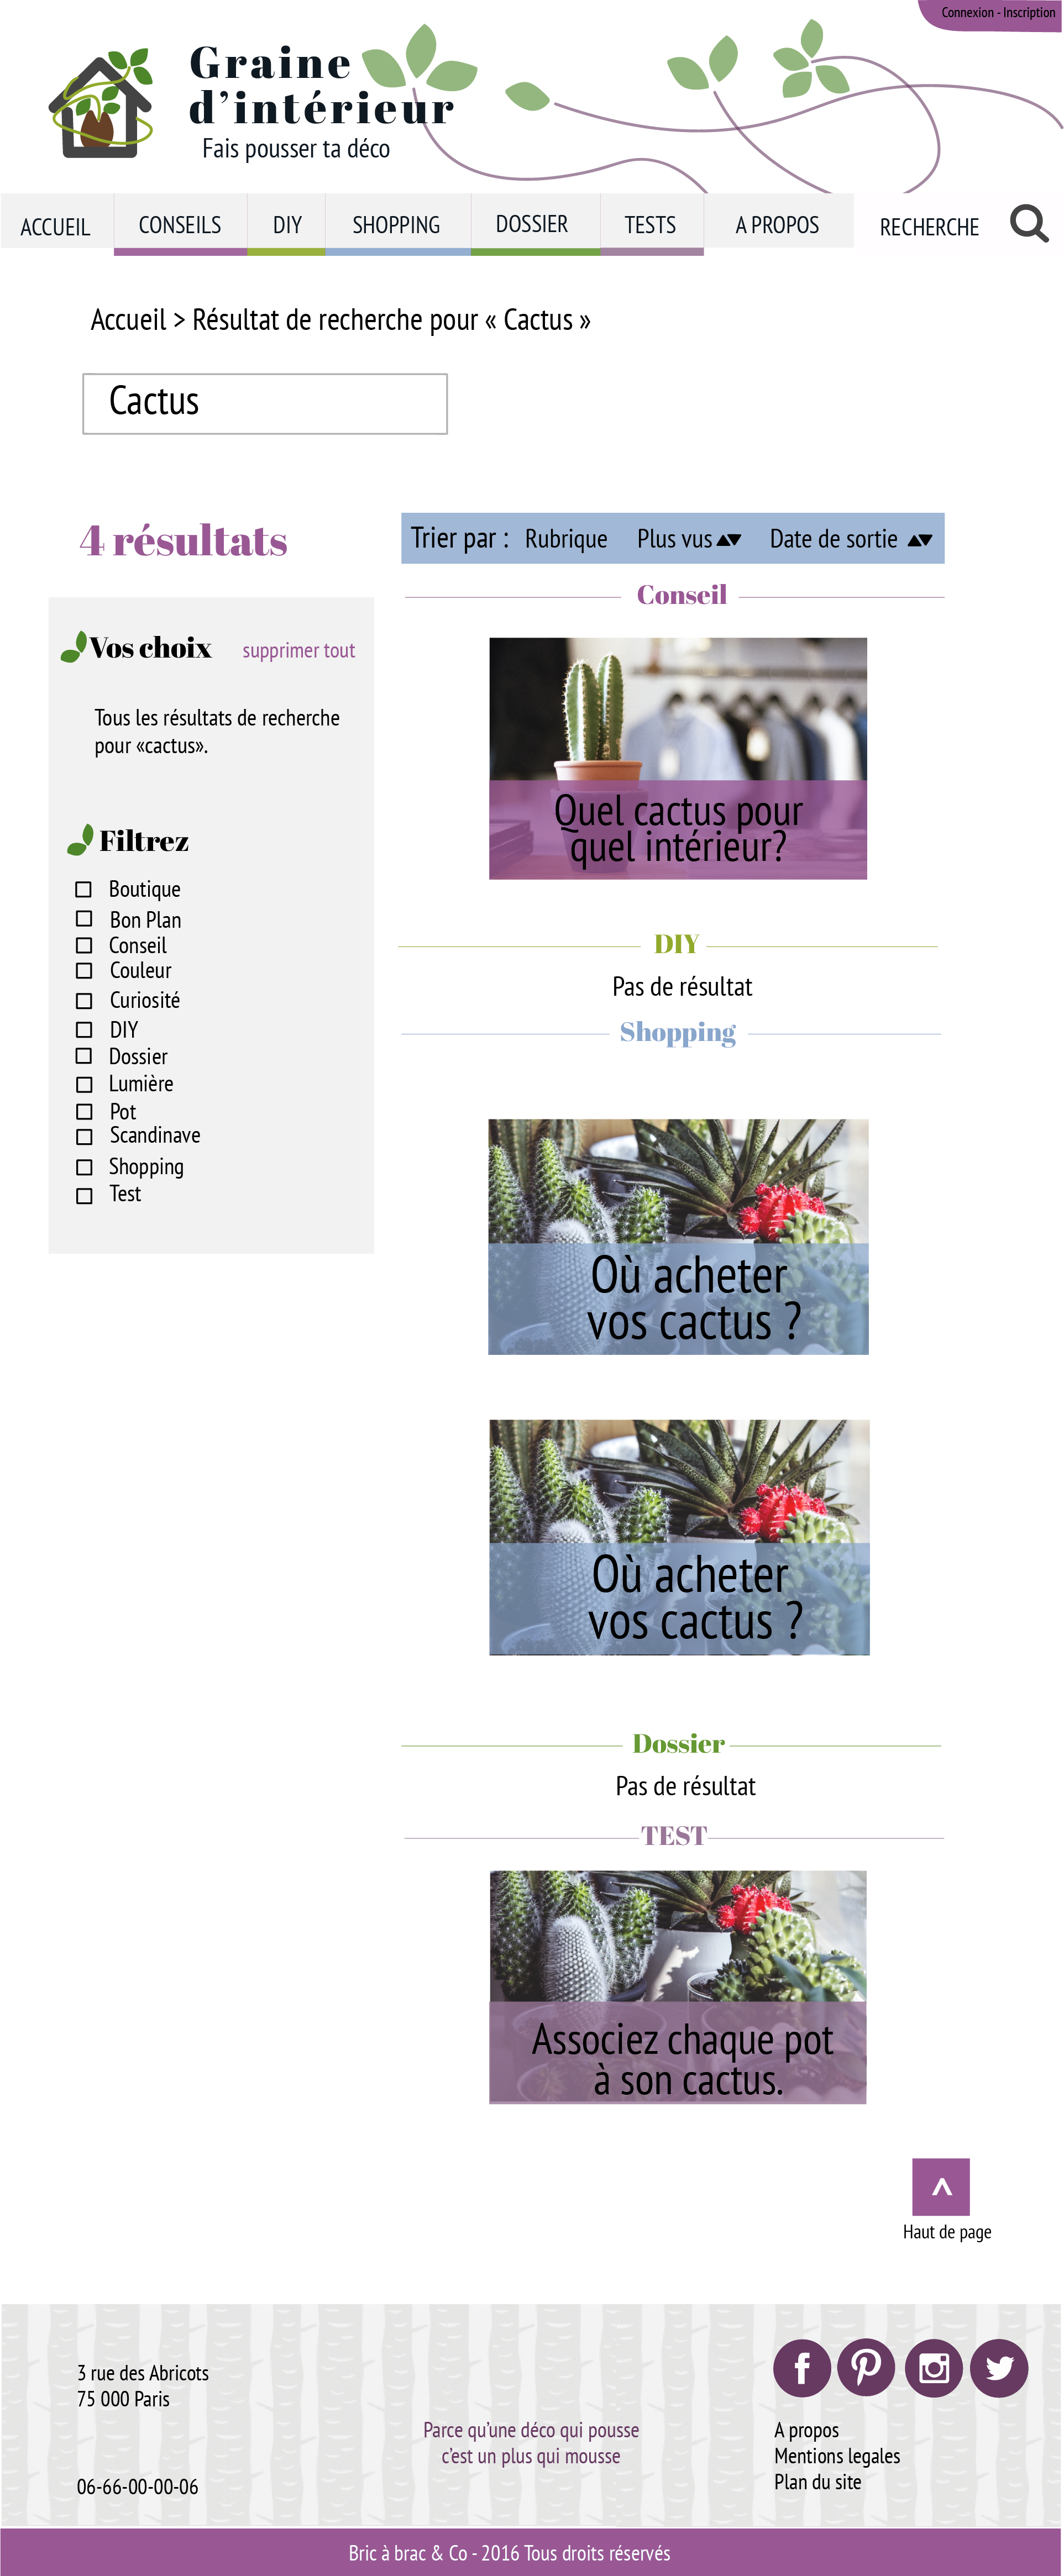 Connexion - Inscription
Graine
d’intérieur
Fais pousser ta déco
ACCUEIL
CONSEILS
DIY
SHOPPING
DOSSIER
TESTS
A PROPOS
RECHERCHE
Accueil > Résultat de recherche pour « Cactus »
Cactus
4 résultats
Vos choix
supprimer tout
Tous les résultats de recherche
pour «cactus».
Filtrez
Boutique
Bon Plan
Conseil
Couleur
Curiosité
DIY
Dossier
Lumière
Pot
Scandinave
Shopping
Test
Trier par : Rubrique Plus vus Date de sortie
Conseil
Quel cactus pour
quel intérieur?
DIY
Pas de résultat
Shopping
Où acheter
vos cactus ?
Où acheter
vos cactus ?
Dossier
Pas de résultat
TEST
Associez chaque pot
à son cactus.
^
Haut de page
3 rue des Abricots
75 000 Paris
06-66-00-00-06
Parce qu’une déco qui pousse
c’est un plus qui mousse
A propos
Mentions legales
Plan du site
Bric à brac & Co - 2016 Tous droits réservés